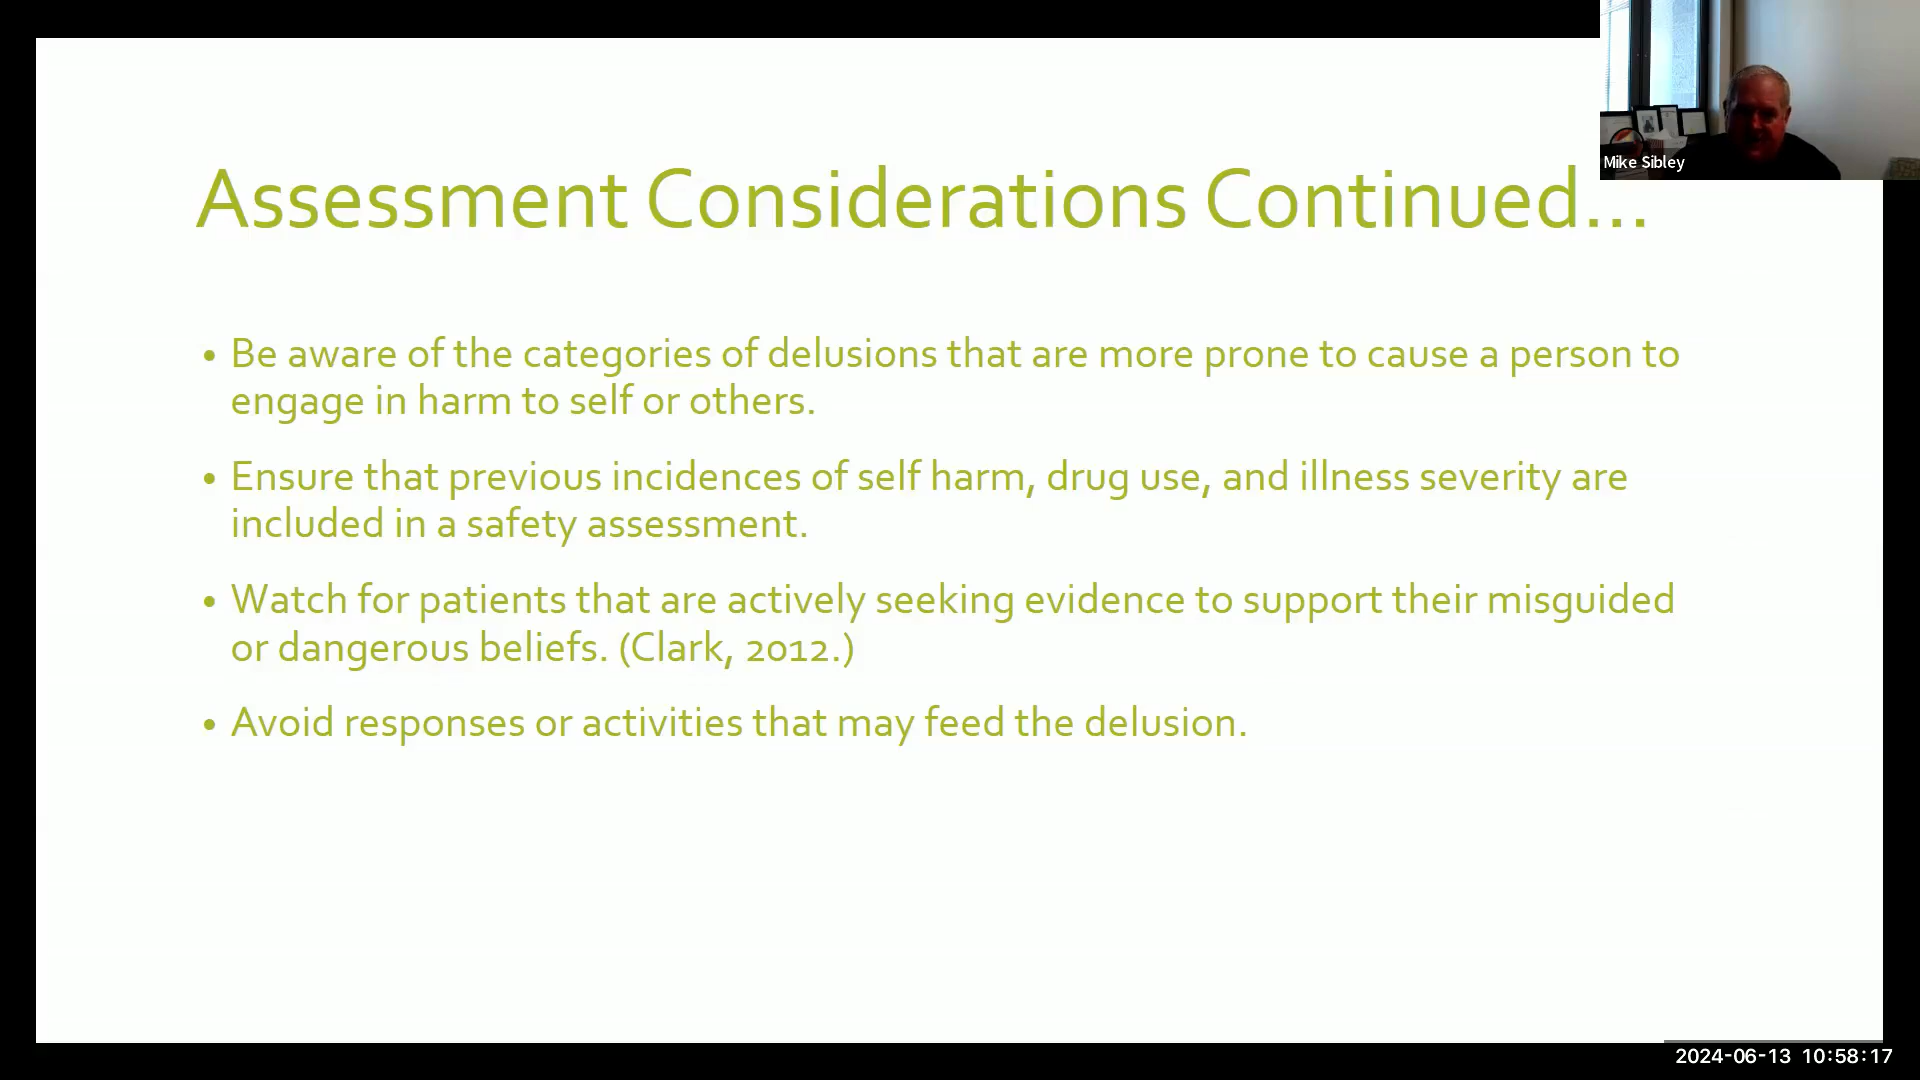 Mike Sibley
Assessment Considerations Continued...
• Be aware of the categories of delusions that are more prone to cause a person to
engage in harm to self or others.
• Ensure that previous incidences of self harm, drug use, and illness severity are
included in a safety assessment.
• Watch for patients that are actively seeking evidence to support their misguided
or dangerous beliefs. (Clark, 2012.)
• Avoid responses or activities that may feed the delusion.
2024-06-13 10:58:17